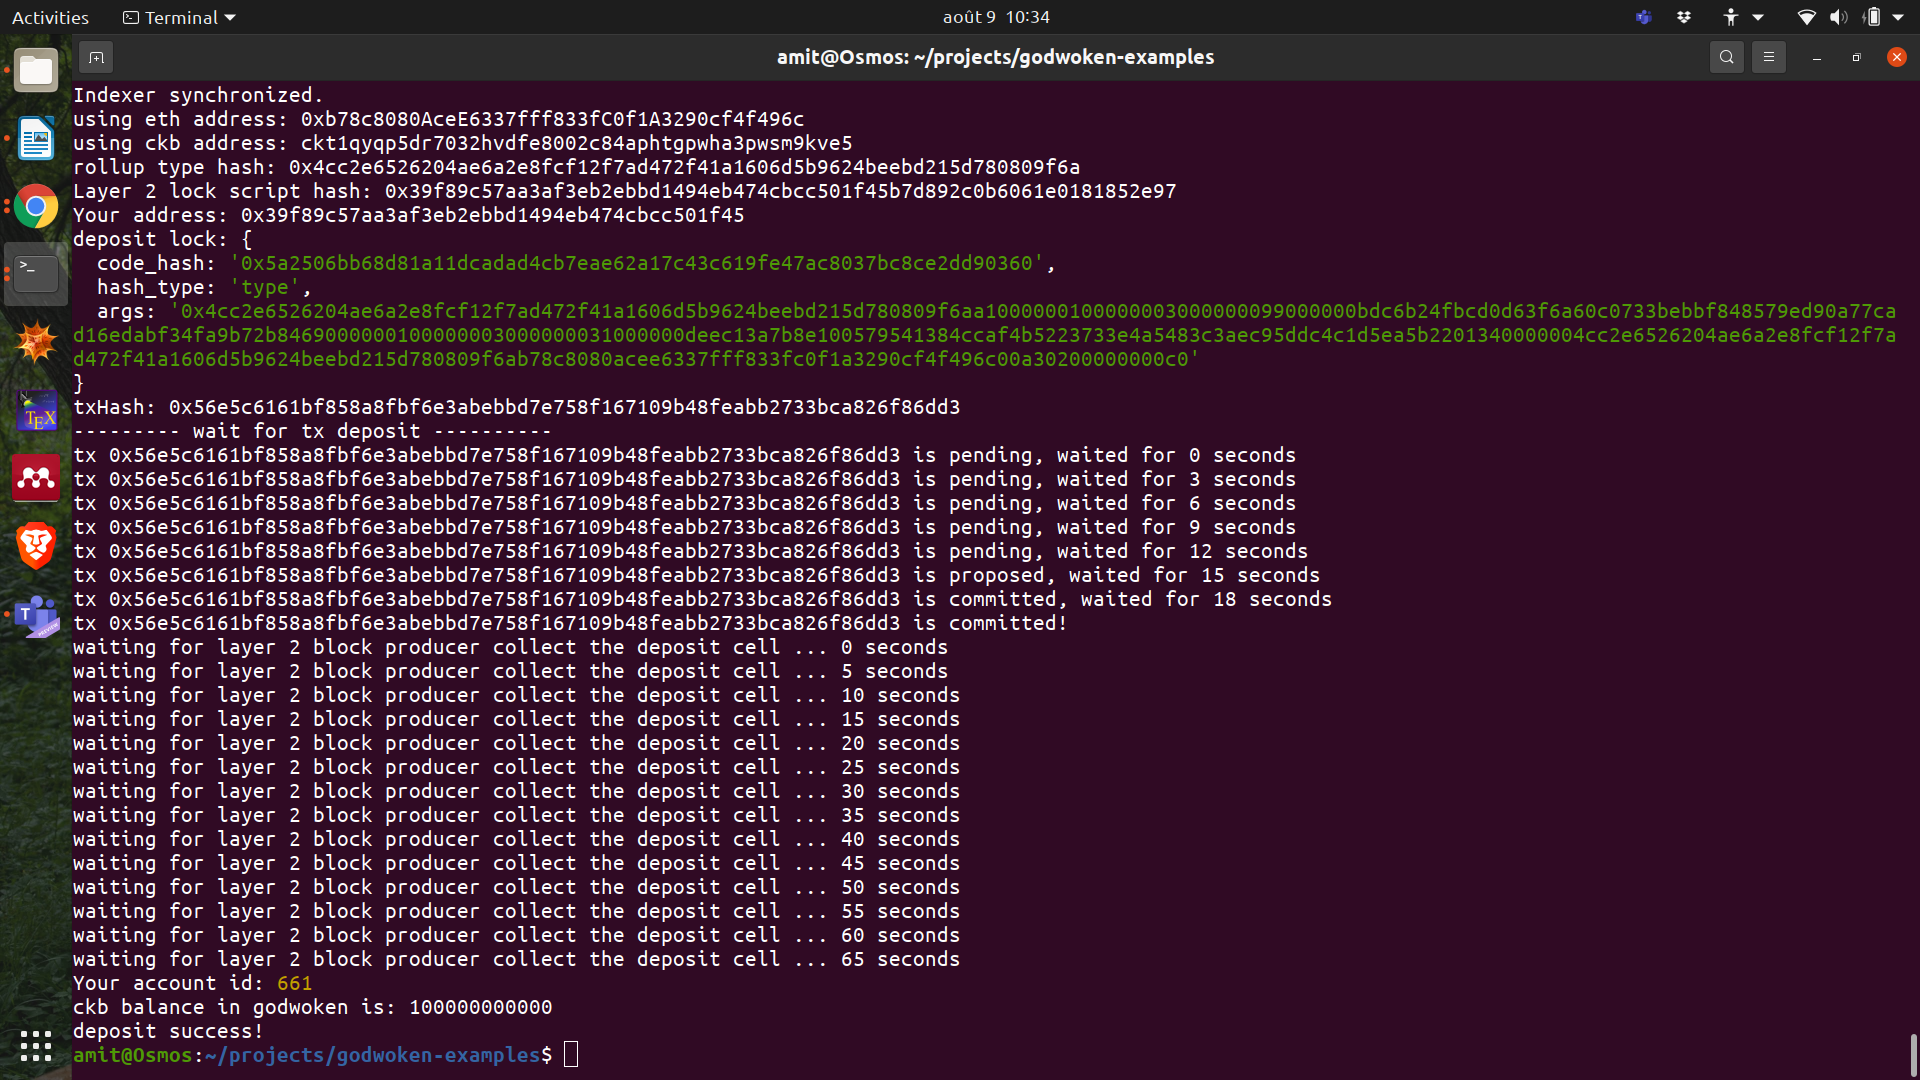 Activities
Terminal
août 9 10:34
amit@Osmos: ~/projects/godwoken-examples
Indexer synchronized.
using eth address: 0xb78c8080AceE6337fff833fC0f1A3290cf4f496c
using ckb address: ckt1qyqp5dr7032hvdfe8002c84aphtgpwha3pwsm9kve5
rollup type hash: 0x4cc2e6526204ae6a2e8fcf12f7ad472f41a1606d5b9624beebd215d780809f6a
Layer 2 lock script hash: 0x39f89c57aa3af3eb2ebbd1494eb474cbcc501f45b7d892c0b6061e0181852e97
Your address: 0x39f89c57aa3af3eb2ebbd1494eb474cbcc501f45
deposit lock: {
  code_hash: '0x5a2506bb68d81a11dcadad4cb7eae62a17c43c619fe47ac8037bc8ce2dd90360',
  hash_type: 'type',
  args: '0x4cc2e6526204ae6a2e8fcf12f7ad472f41a1606d5b9624beebd215d780809f6aa10000001000000030000000099000000bdc6b24fbcd0d63f6a60c0733bebbf848579ed90a77ca
d16edabf34fa9b72b84690000001000000030000000031000000deec13a7b8e100579541384ccaf4b5223733e4a5483c3aec95ddc4c1d5ea5b2201340000004cc2e6526204ae6a2e8fcf12f7a
d472f41a1606d5b9624beebd215d780809f6ab78c8080acee6337fff833fc0f1a3290cf4f496c00a30200000000c0'
}
txHash: 0x56e5c6161bf858a8fbf6e3abebbd7e758f167109b48feabb2733bca826f86dd3
--------- wait for tx deposit ----------
tx 0x56e5c6161bf858a8fbf6e3abebbd7e758f167109b48feabb2733bca826f86dd3 is pending, waited for 0 seconds
tx 0x56e5c6161bf858a8fbf6e3abebbd7e758f167109b48feabb2733bca826f86dd3 is pending, waited for 3 seconds
tx 0x56e5c6161bf858a8fbf6e3abebbd7e758f167109b48feabb2733bca826f86dd3 is pending, waited for 6 seconds
tx 0x56e5c6161bf858a8fbf6e3abebbd7e758f167109b48feabb2733bca826f86dd3 is pending, waited for 9 seconds
tx 0x56e5c6161bf858a8fbf6e3abebbd7e758f167109b48feabb2733bca826f86dd3 is pending, waited for 12 seconds
tx 0x56e5c6161bf858a8fbf6e3abebbd7e758f167109b48feabb2733bca826f86dd3 is proposed, waited for 15 seconds
tx 0x56e5c6161bf858a8fbf6e3abebbd7e758f167109b48feabb2733bca826f86dd3 is committed, waited for 18 seconds
tx 0x56e5c6161bf858a8fbf6e3abebbd7e758f167109b48feabb2733bca826f86dd3 is committed!
waiting for layer 2 block producer collect the deposit cell ... 0 seconds
waiting for layer 2 block producer collect the deposit cell ... 5 seconds
waiting for layer 2 block producer collect the deposit cell ... 10 seconds
waiting for layer 2 block producer collect the deposit cell ... 15 seconds
waiting for layer 2 block producer collect the deposit cell ... 20 seconds
waiting for layer 2 block producer collect the deposit cell ... 25 seconds
waiting for layer 2 block producer collect the deposit cell ... 30 seconds
waiting for layer 2 block producer collect the deposit cell ... 35 seconds
waiting for layer 2 block producer collect the deposit cell ... 40 seconds
waiting for layer 2 block producer collect the deposit cell ... 45 seconds
waiting for layer 2 block producer collect the deposit cell ... 50 seconds
waiting for layer 2 block producer collect the deposit cell ... 55 seconds
waiting for layer 2 block producer collect the deposit cell ... 60 seconds
waiting for layer 2 block producer collect the deposit cell ... 65 seconds
Your account id: 661
ckb balance in godwoken is: 100000000000
deposit success!
amit@Osmos:~/projects/godwoken-examples$